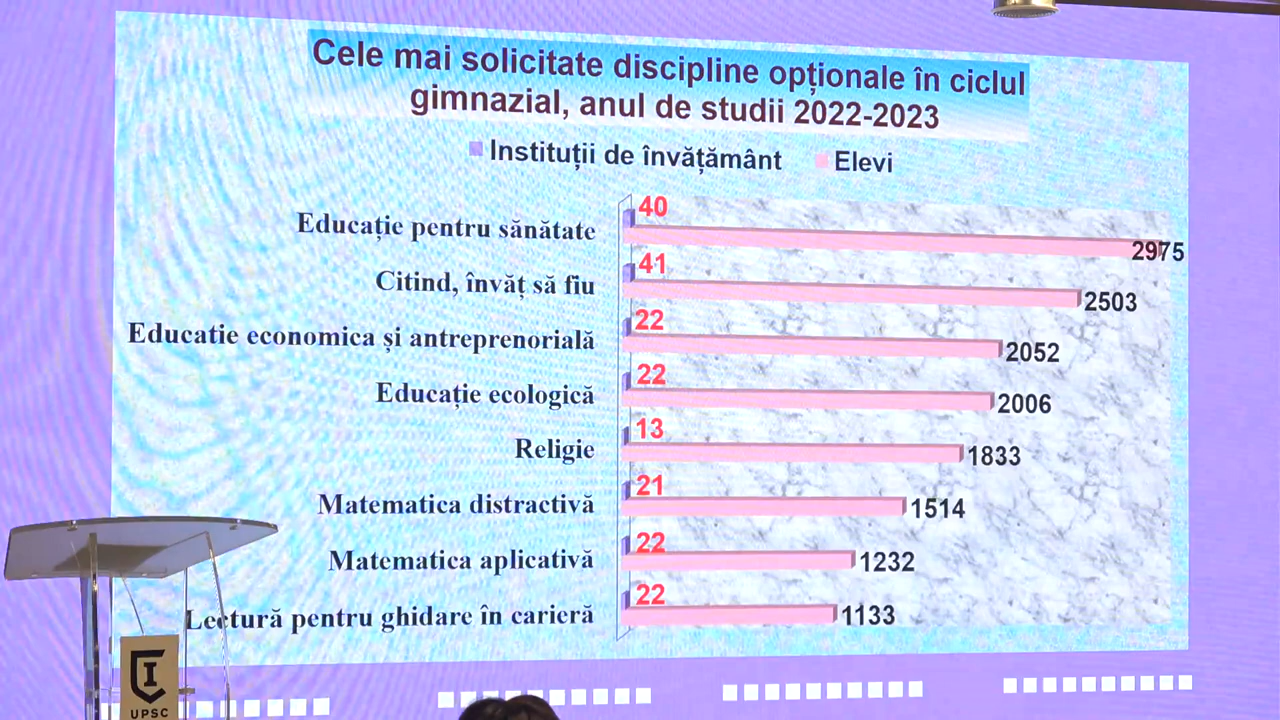 Cele mai solicitate discipline opționale în ciclul
gimnazial, anul de studii 2022-2023
Instituții de învățământ Elevi
Educație pentru sănătate 40 2975
Citind, învăț să fiu 41 2503
Educatie economica și antreprenorială 22 2052
Educație ecologică 22 2006
Religie 13 1833
Matematica distractivă 21 1514
Matematica aplicativă 22 1232
Lectură pentru ghidare în carieră 22 1133
UPSC